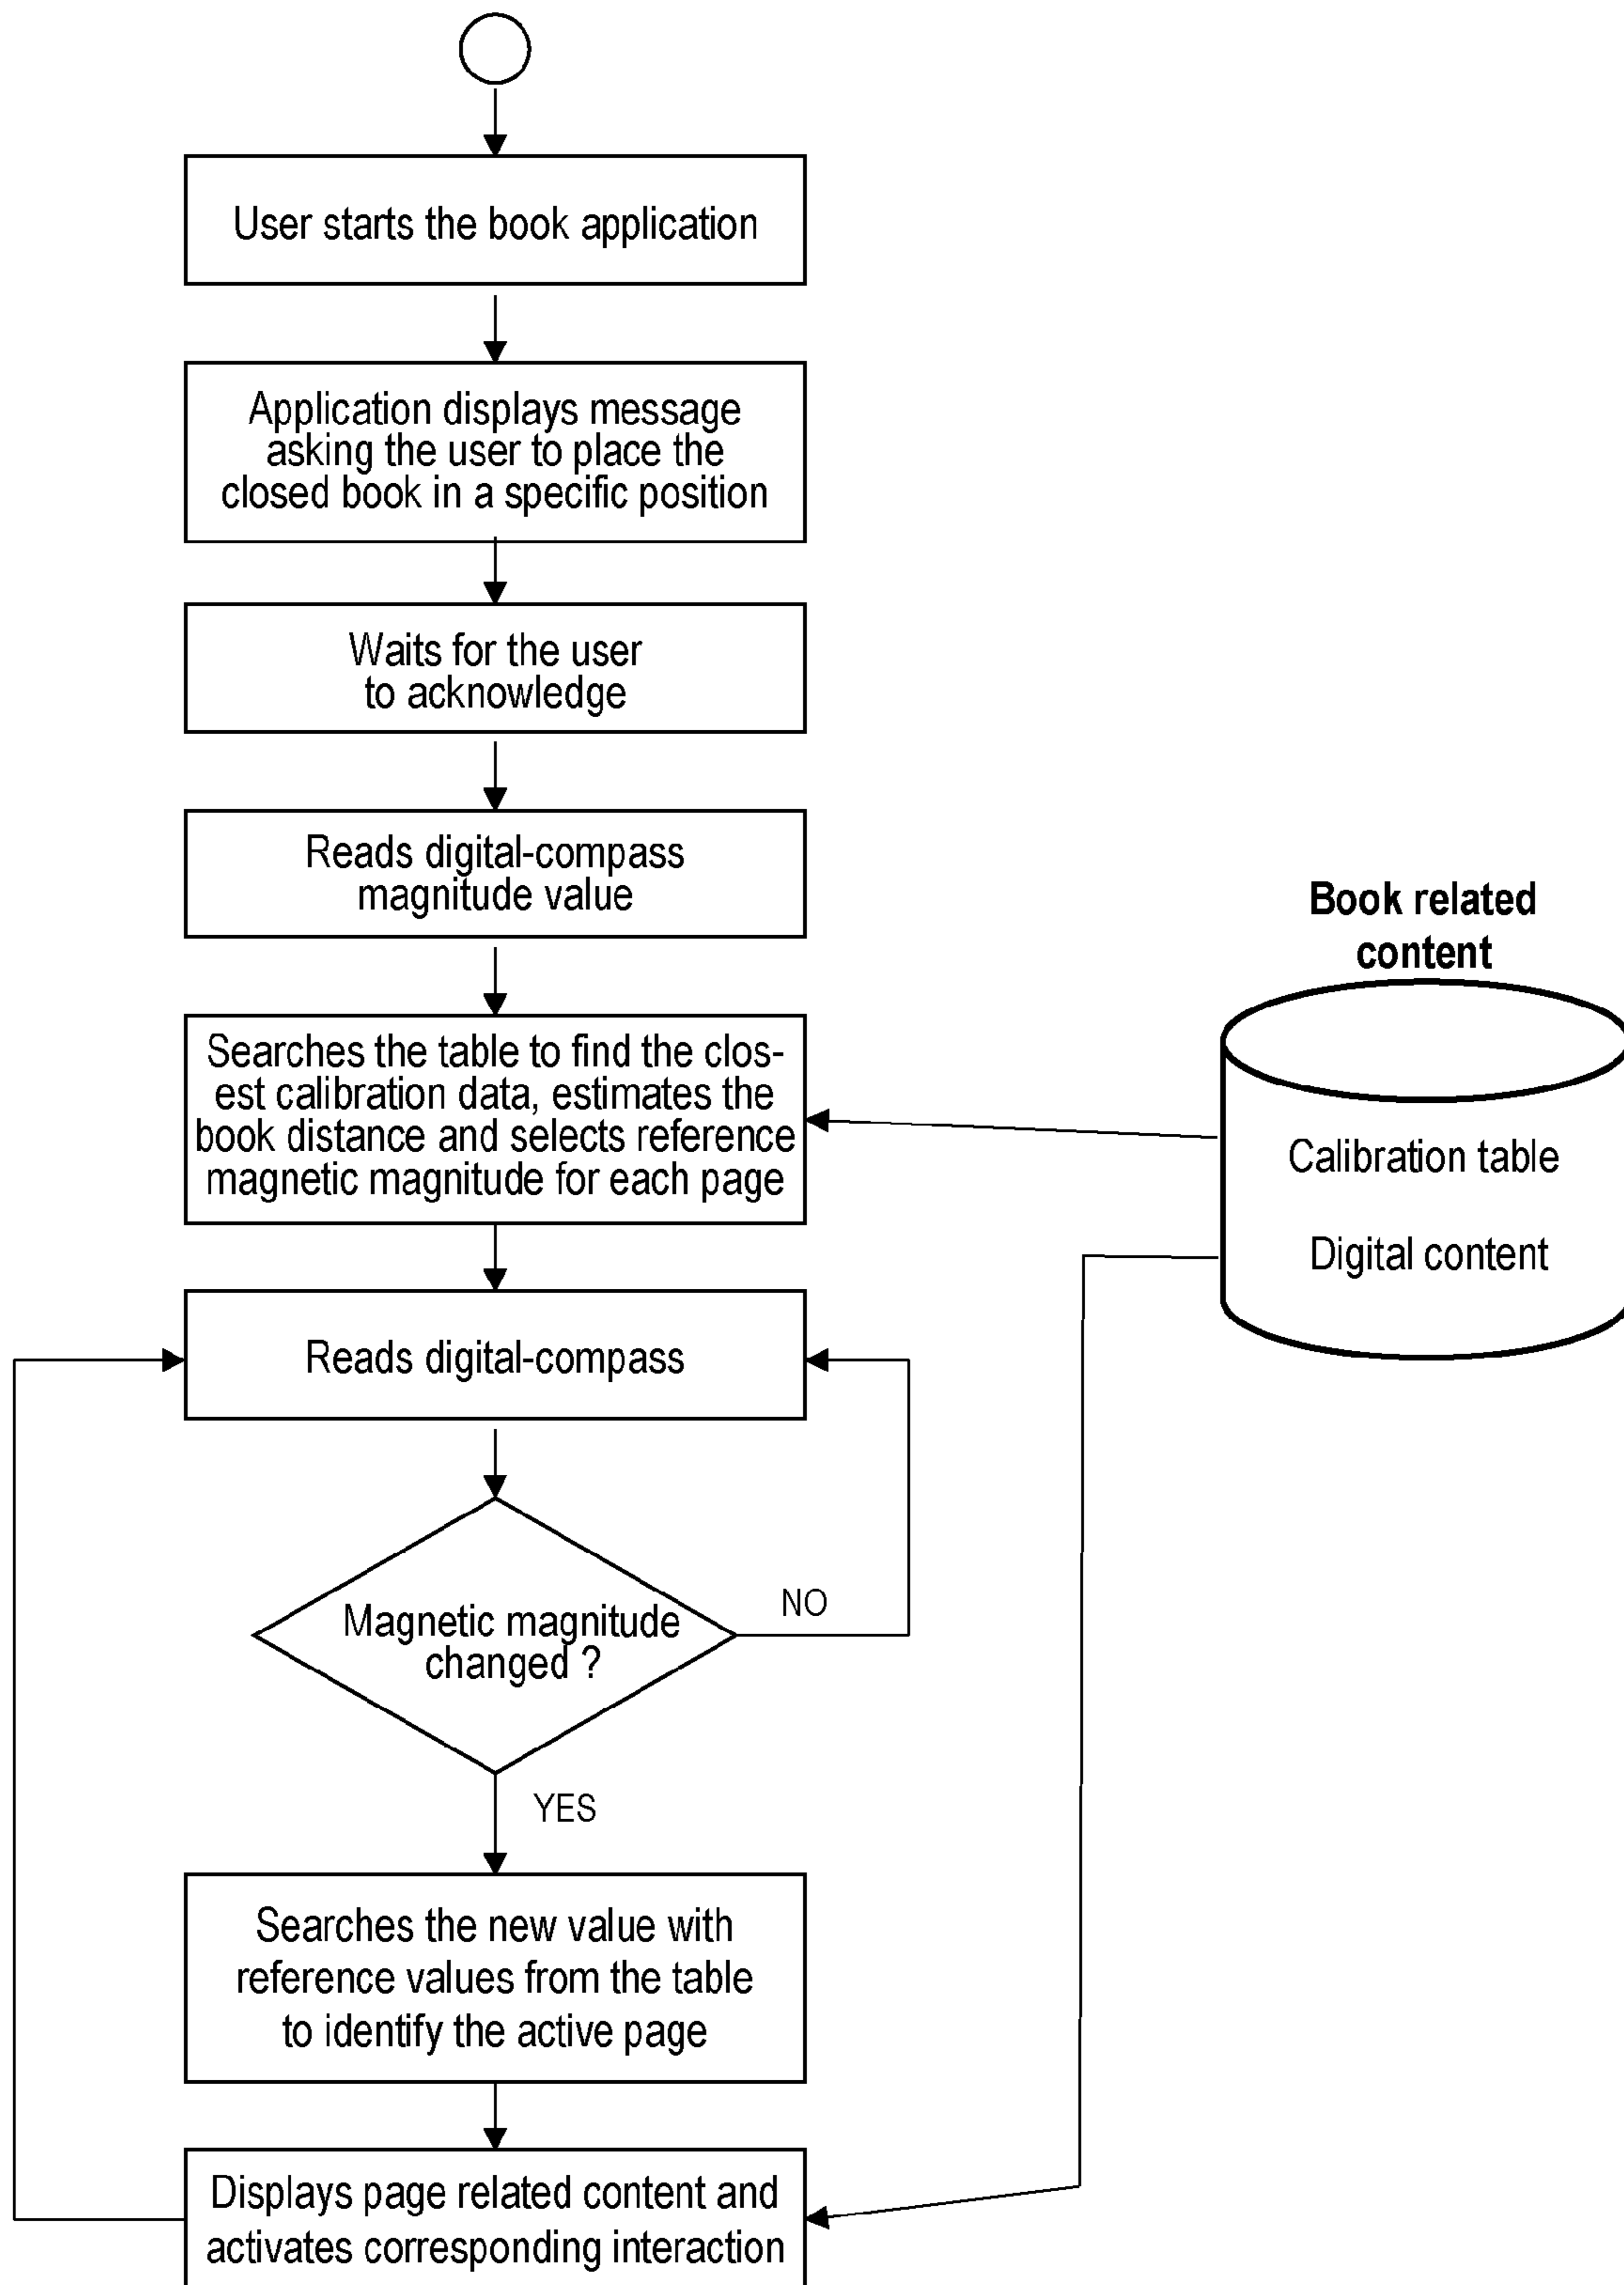 User starts the book application
Application displays message
asking the user to place the
closed book in a specific position
Waits for the user
to acknowledge
Reads digital-compass
magnitude value
Searches the table to find the clos-
est calibration data, estimates the
book distance and selects reference
magnetic magnitude for each page
Book related
content
Calibration table
Digital content
Reads digital-compass
Magnetic magnitude
changed ?
NO
YES
Searches the new value with
reference values from the table
to identify the active page
Displays page related content and
activates corresponding interaction